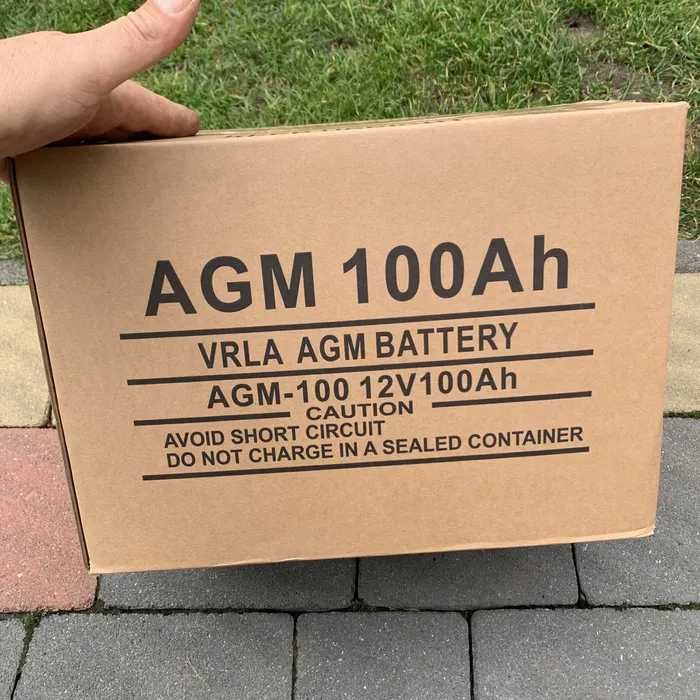 AGM 100Ah
VRLA AGM BATTERY
AGM-100 12V100Ah
CAUTION
AVOID SHORT CIRCUIT
DO NOT CHARGE IN A SEALED CONTAINER